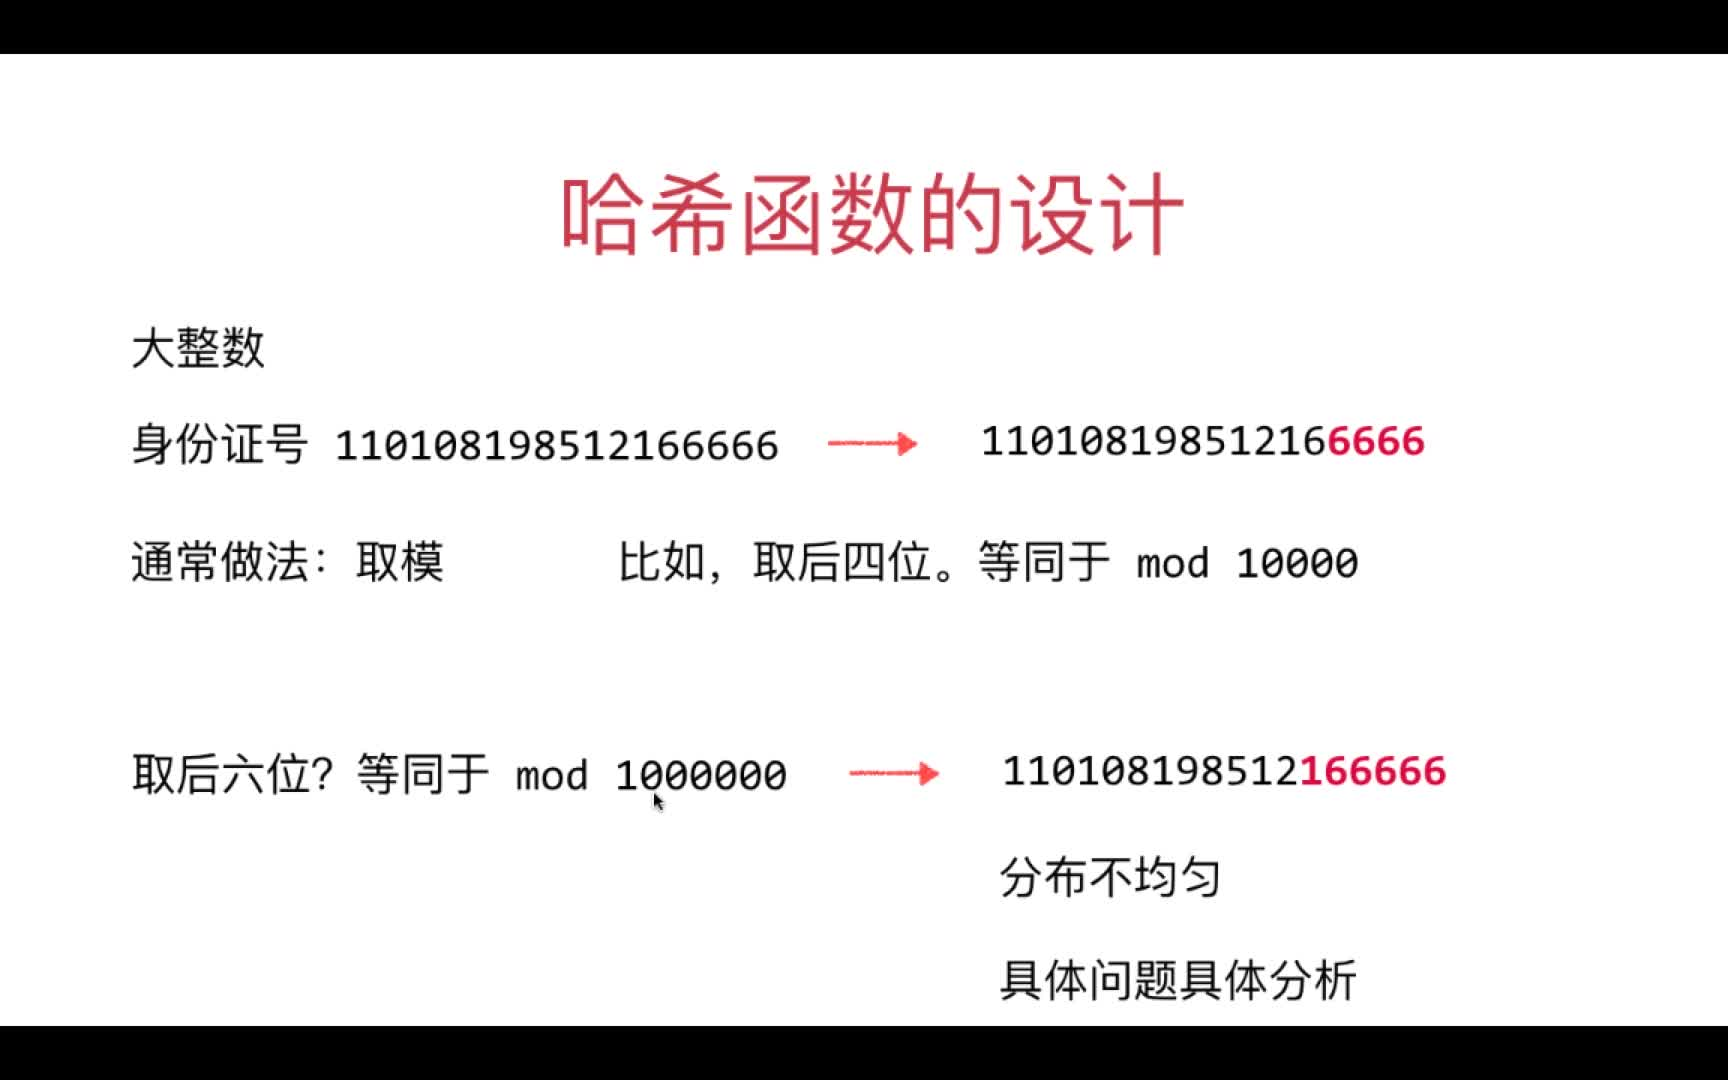 哈希函数的设计
大整数
身份证号 110108198512166666 110108198512166666
通常做法：取模 比如，取后四位。等同于 mod 10000
取后六位？等同于 mod 1000000 110108198512166666
分布不均匀
具体问题具体分析